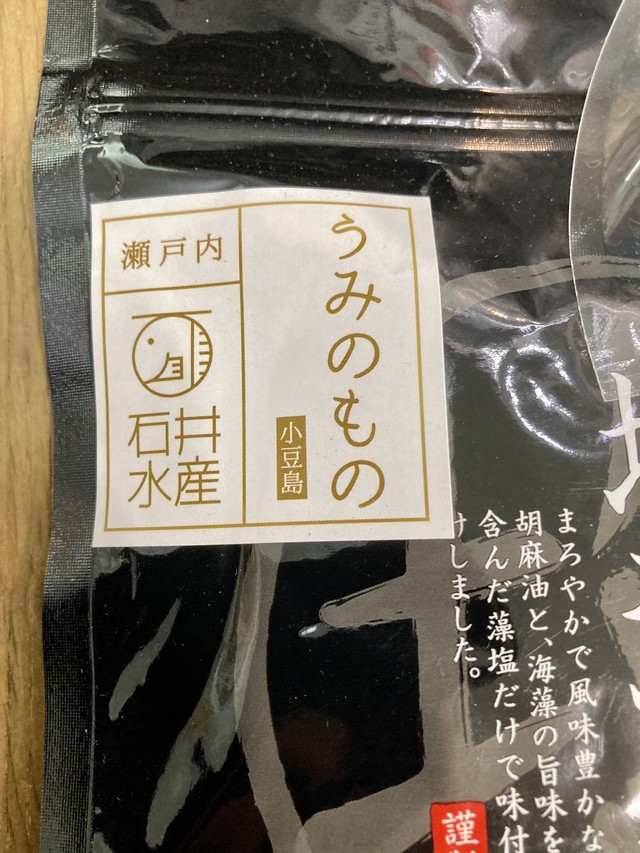 うみのもの
小豆島
瀬戸内
石井
水産
まろやかで風味豊かな
胡麻油と、海藻の旨味を
含んだ藻塩だけで味付
けしました。
謹